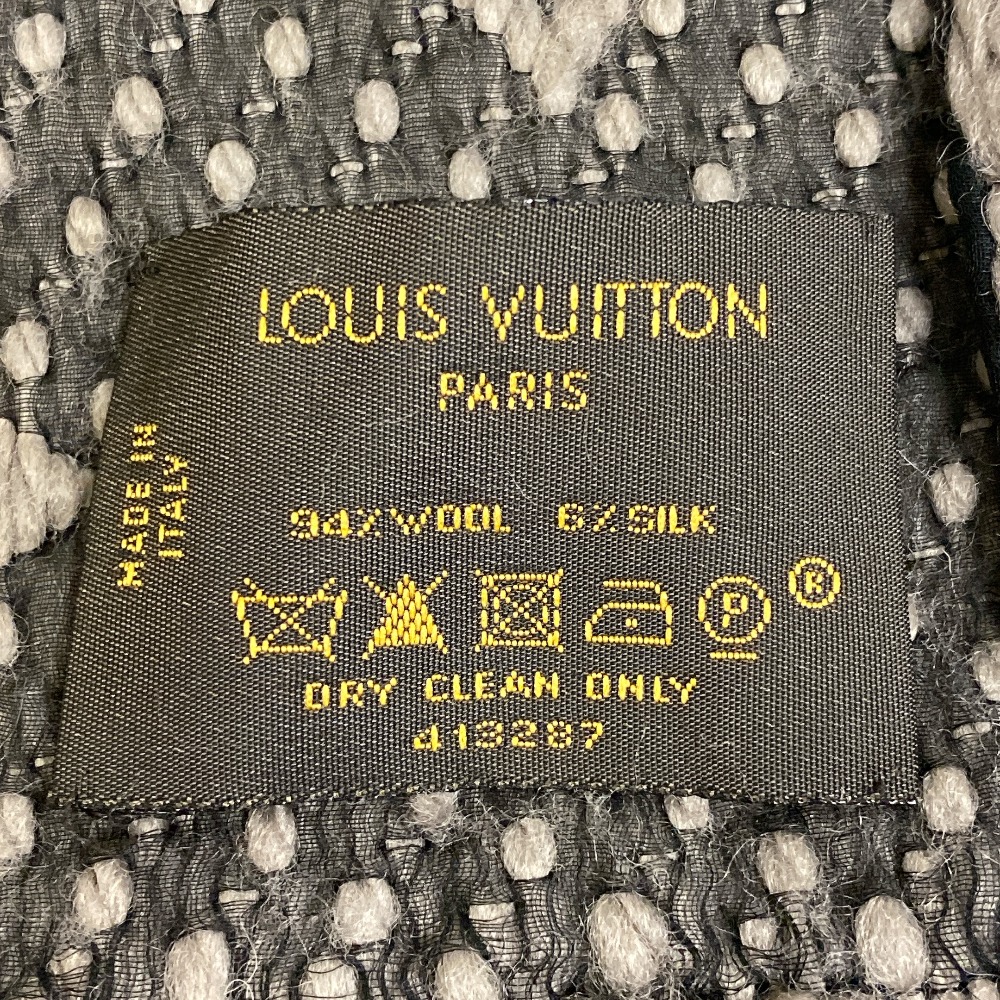 LOUIS VUITTON
PARIS
MADE IN
ITALY
94% WOOL 6% SILK
P
®
DRY CLEAN ONLY
413287